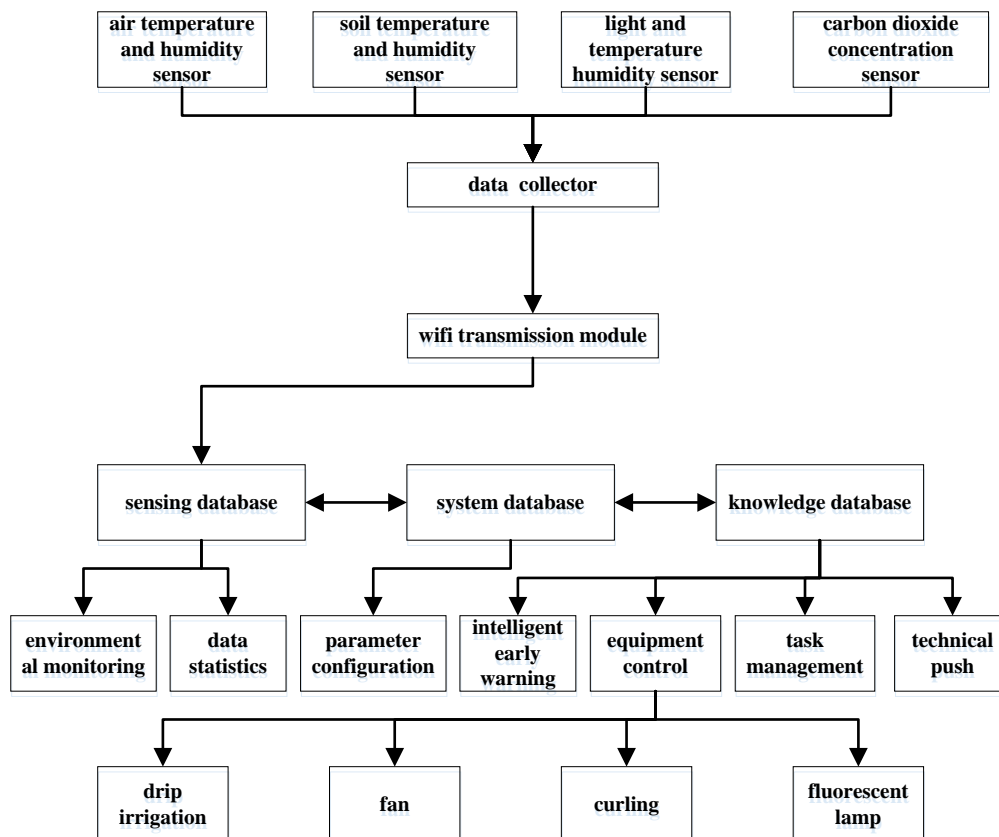 air temperature
and humidity
sensor
soil temperature
and humidity
sensor
light and
temperature
humidity sensor
carbon dioxide
concentration
sensor
data collector
wifi transmission module
sensing database
system database
knowledge database
environment
al monitoring
data
statistics
parameter
configuration
intelligent
early
warning
equipment
control
task
management
technical
push
drip
irrigation
fan
curling
fluorescent
lamp